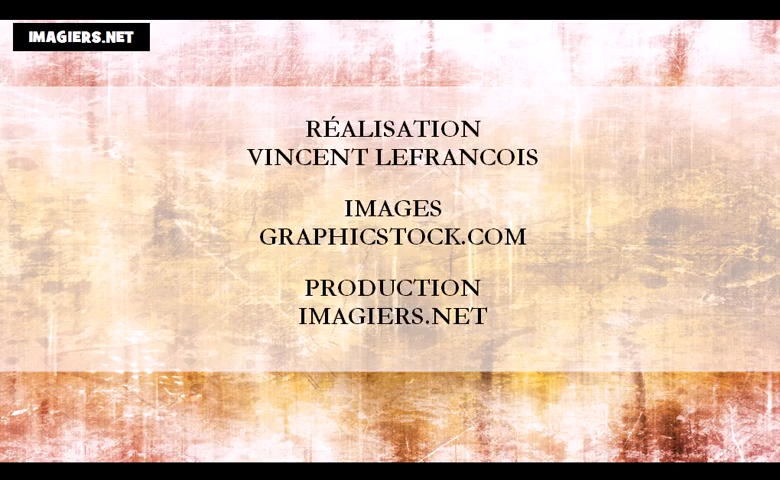 IMAGIERS.NET
RÉALISATION
VINCENT LEFRANCOIS
IMAGES
GRAPHICSTOCK.COM
PRODUCTION
IMAGIERS.NET